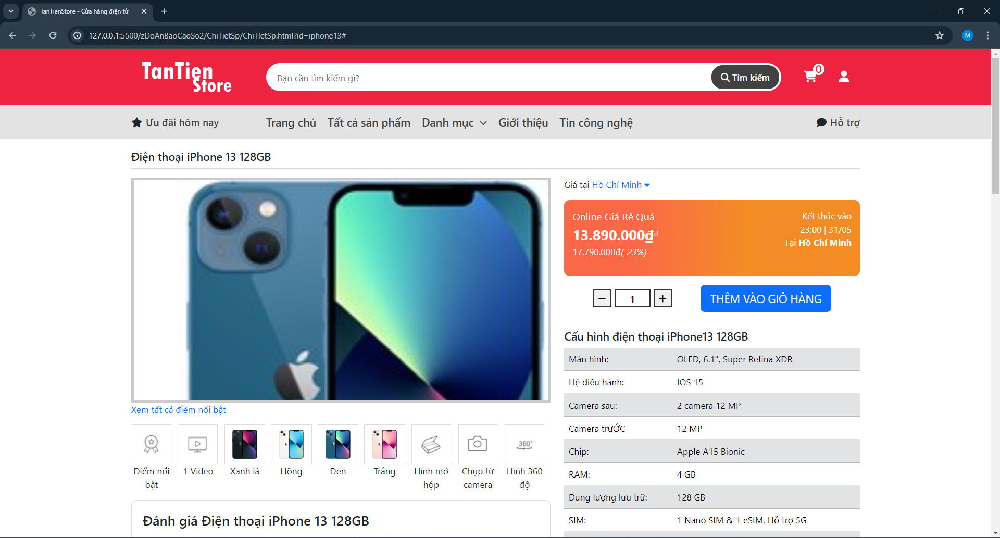 TanTienStore - Cửa hàng điện tử
127.0.0.1:5500/zDoAnBaoCaoSo2/ChiTietSp/ChiTIetSp.html?id=iphone13#
M
TanTien
Store
Bạn cần tìm kiếm gì?
Tìm kiếm
0
Ưu đãi hôm nay
Trang chủ
Tất cả sản phẩm
Danh mục
Giới thiệu
Tin công nghệ
Hỗ trợ
Điện thoại iPhone 13 128GB
Xem tất cả điểm nổi bật
360°
Điểm nổi
bật
1 Video
Xanh lá
Hồng
Đen
Trắng
Hình mở
hộp
Chụp từ
camera
Hình 360
độ
Đánh giá Điện thoại iPhone 13 128GB
Giá tại Hồ Chí Minh
Online Giá Rẻ Quá
13.890.000₫đ
17.790.000₫(-23%)
Kết thúc vào
23:00 | 31/05
Tại Hồ Chí Minh
1
THÊM VÀO GIỎ HÀNG
Cấu hình điện thoại iPhone13 128GB
Màn hình: OLED, 6.1", Super Retina XDR
Hệ điều hành: IOS 15
Camera sau: 2 camera 12 MP
Camera trưỚC 12 MP
Chip: Apple A15 Bionic
RAM: 4 GB
Dung lượng lưu trữ: 128 GB
SIM: 1 Nano SIM & 1 eSIM, Hỗ trợ 5G